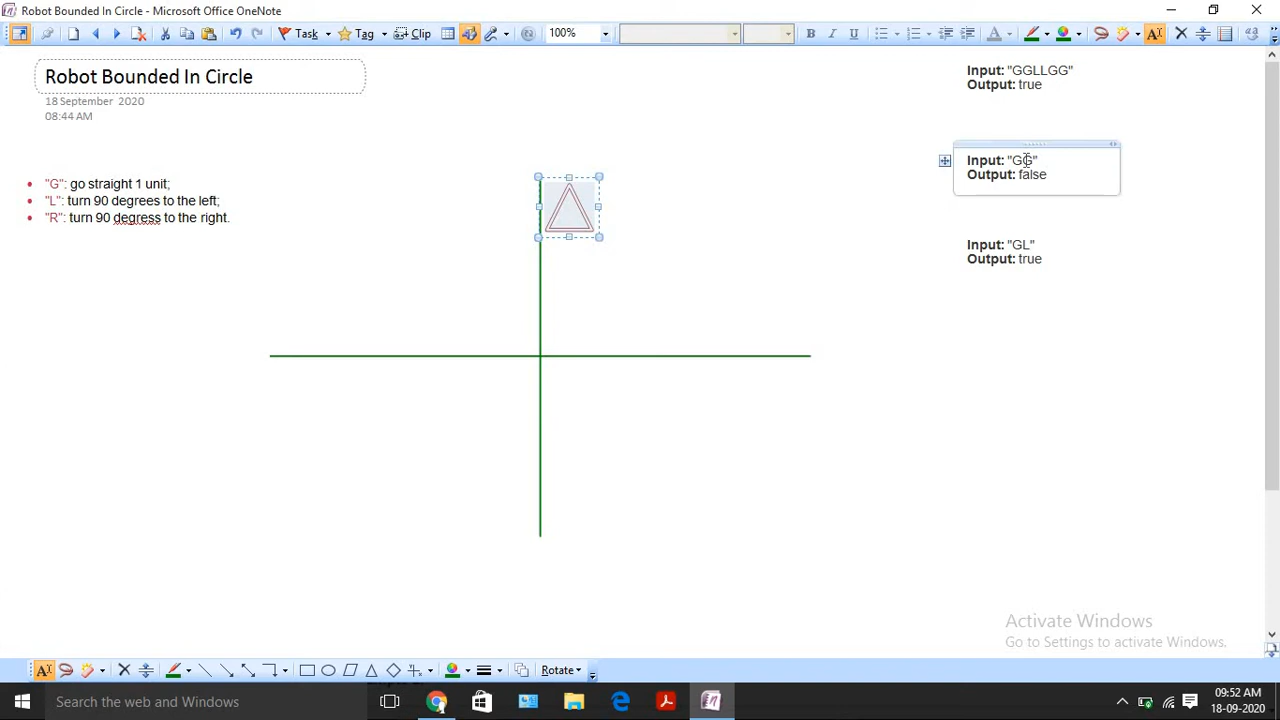 Robot Bounded In Circle - Microsoft Office OneNote
Task
Tag
Clip
100%
B I U
Robot Bounded In Circle
18 September 2020
08:44 AM
Input: "GGLLGG"
Output: true
Input: "GG"
Output: false
• "G": go straight 1 unit;
• "L": turn 90 degrees to the left;
• "R": turn 90 degress to the right.
Input: "GL"
Output: true
Activate Windows
Go to Settings to activate Windows.
Rotate
Search the web and Windows
09:52 AM
18-09-2020